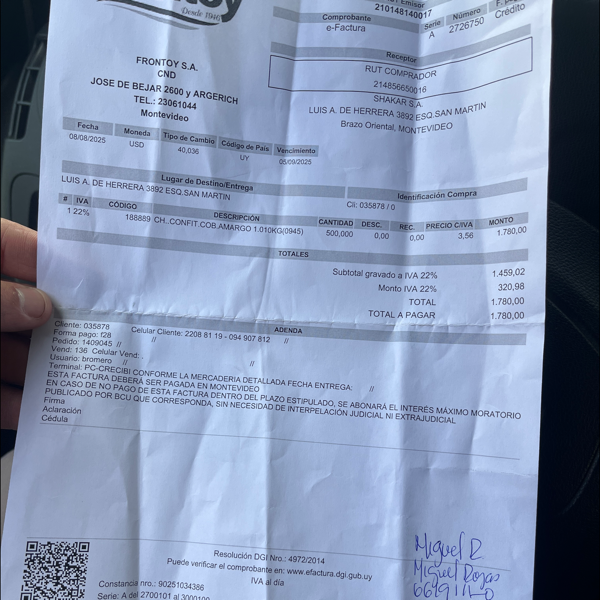 Desde 1946
FRONTOY S.A.
CND
JOSE DE BEJAR 2600 y ARGERICH
TEL.: 23061044
Montevideo
Emisor
210148140017
Comprobante
e-Factura
Serie
A
Número
2726750
Crédito
Receptor
RUT COMPRADOR
214856650016
SHAKAR S.A.
LUIS A. DE HERRERA 3892 ESQ.SAN MARTIN
Brazo Oriental, MONTEVIDEO
Fecha Moneda Tipo de Cambio Código de País Vencimiento
08/08/2025 USD 40,036 UY 05/09/2025
Lugar de Destino/Entrega Identificación Compra
LUIS A. DE HERRERA 3892 ESQ.SAN MARTIN Cli: 035878 / 0
# IVA CÓDIGO DESCRIPCIÓN CANTIDAD DESC. REC. PRECIO C/IVA MONTO
1 22% 188889 CH..CONFIT.COB.AMARGO 1.010KG(0945) 500,000 0,00 0,00 3,56 1.780,00
TOTALES
Subtotal gravado a IVA 22% 1.459,02
Monto IVA 22% 320,98
TOTAL 1.780,00
TOTAL A PAGAR 1.780,00
ADENDA
Cliente: 035878 Celular Cliente: 2208 81 19 - 094 907 812 //
Forma pago: f28 //
Pedido: 1409045 //
Vend: 136 Celular Vend: .
Usuario: bromero // //
Terminal: PC-CRECIBI CONFORME LA MERCADERIA DETALLADA FECHA ENTREGA: //
ESTA FACTURA DEBERÁ SER PAGADA EN MONTEVIDEO
EN CASO DE NO PAGO DE ESTA FACTURA DENTRO DEL PLAZO ESTIPULADO, SE ABONARÁ EL INTERÉS MÁXIMO MORATORIO
PUBLICADO POR BCU QUE CORRESPONDA, SIN NECESIDAD DE INTERPELACIÓN JUDICIAL NI EXTRAJUDICIAL
Firma
Aclaración
Cédula
Resolución DGI Nro.: 4972/2014
Puede verificar el comprobante en: www.efactura.dgi.gub.uy
IVA al día
Constancia nro.: 90251034386
Serie: A del 2700101 al 3000100
Miguel R
Miguel Rojas